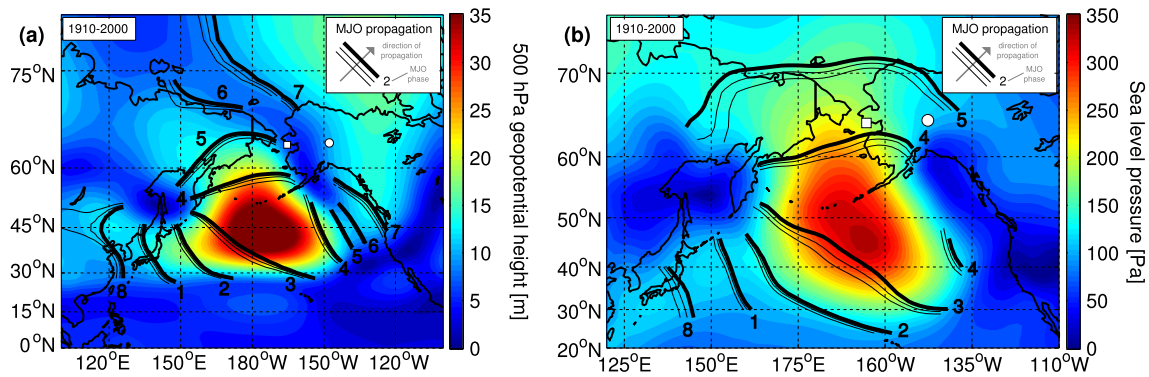 (a)
1910-2000
MJO propagation
direction of
propagation
MJO
phase
2
75°N
60°N
45°N
30°N
15°N
0°N
120°E
150°E
180°W
150°W
120°W
6
7
5
4
7
6
5
4
8
1
2
3
35
30
25
20
15
10
5
0
500 hPa geopotential height [m]
(b)
1910-2000
MJO propagation
direction of
propagation
MJO
phase
2
70°N
60°N
50°N
40°N
30°N
20°N
125°E
150°E
175°E
160°W
135°W
110°W
5
4
4
3
2
1
8
350
300
250
200
150
100
50
0
Sea level pressure [Pa]